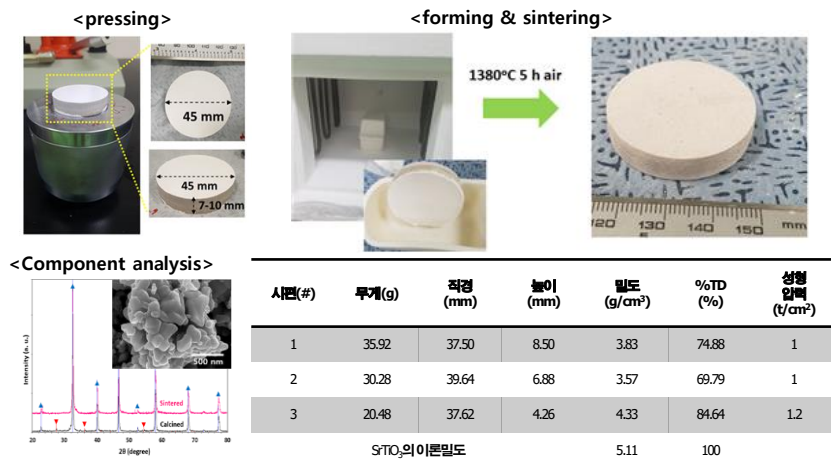 <pressing>
45 mm
45 mm
7-10 mm
<forming & sintering>
1380℃ 5 h air
120 130 140 150 mm
<Component analysis>
Intensity (a. u.)
500 nm
Sintered
Calcined
20 30 40 50 60 70 80
2θ (degree)
시편(#) 무게(g) 직경 (mm) 높이 (mm) 밀도 (g/cm³) %TD (%) 성형 압력 (t/cm²)
1 35.92 37.50 8.50 3.83 74.88 1
2 30.28 39.64 6.88 3.57 69.79 1
3 20.48 37.62 4.26 4.33 84.64 1.2
SrTiO₃의 이론밀도 5.11 100